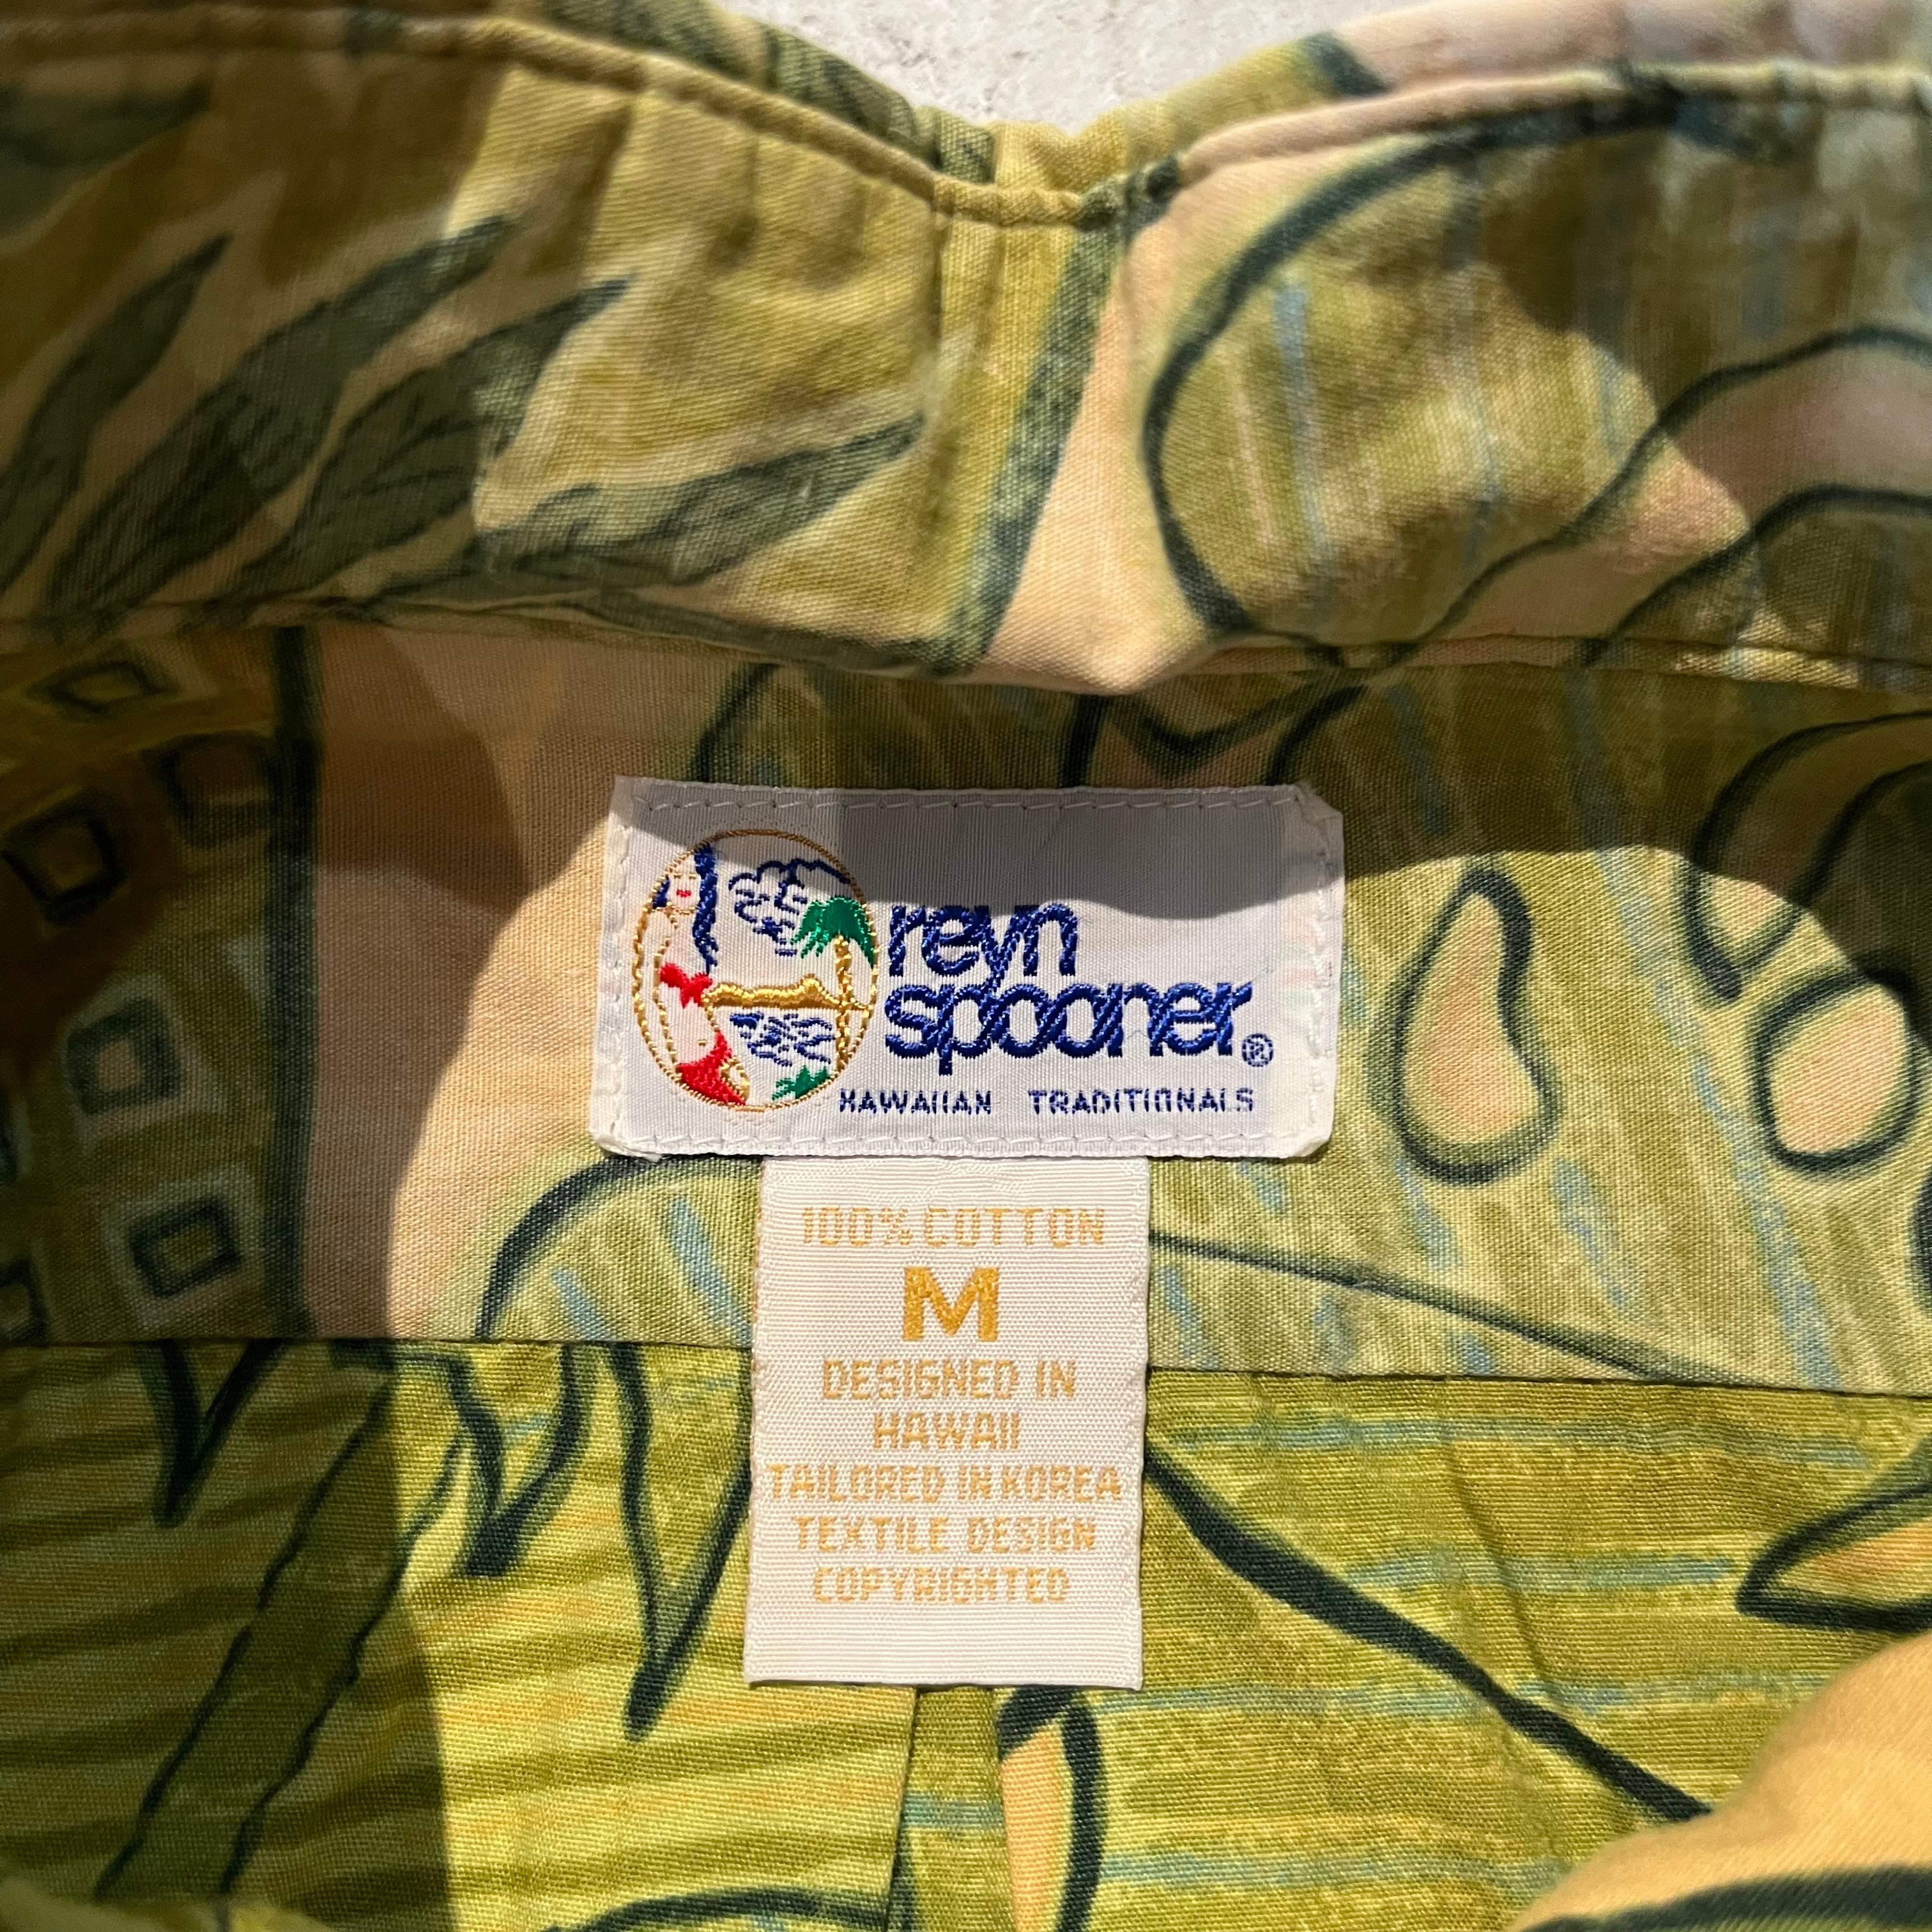 reyn
spooner®
HAWAIIAN TRADITIONALS
100% COTTON
M
DESIGNED IN
HAWAII
TAILORED IN KOREA
TEXTILE DESIGN
COPYRIGHTED